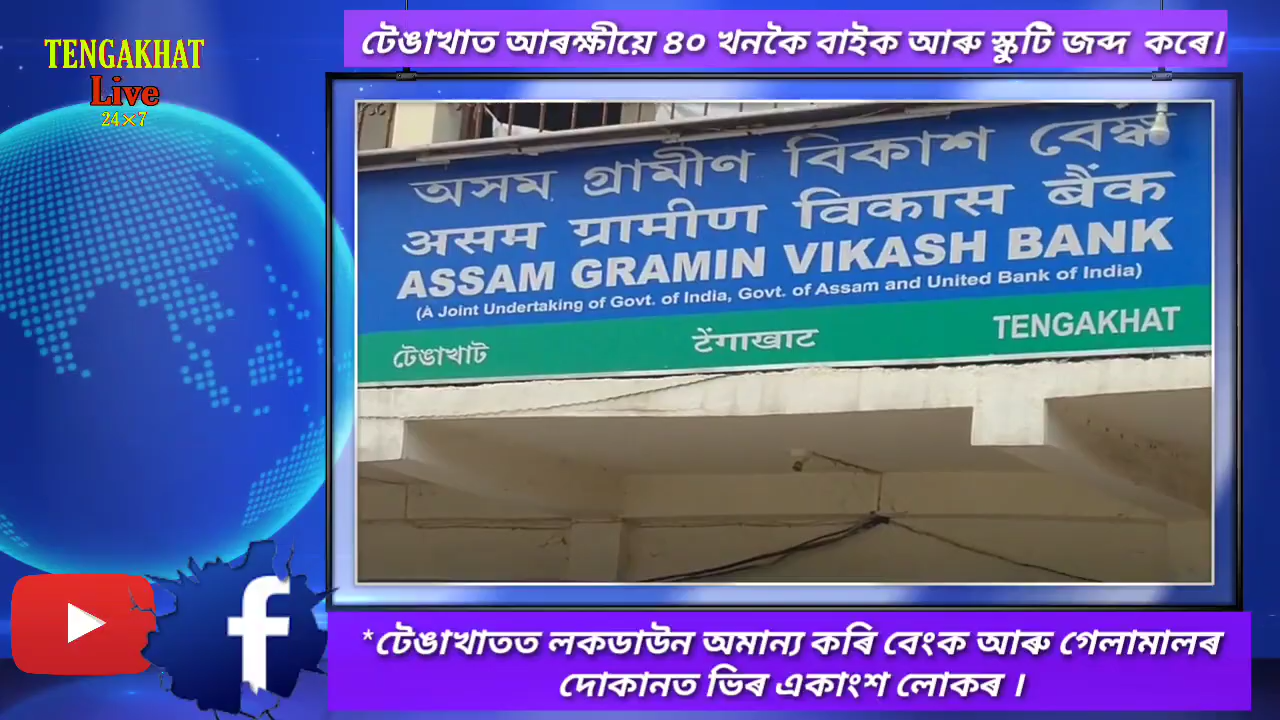 TENGAKHAT
Live
24×7
টেঙাখাত আৰক্ষীয়ে ৪০ খনকৈ বাইক আৰু স্কুটি জব্দ কৰে।
অসম গ্ৰামীণ বিকাশ বেঙ্ক
असम ग्रामीण विकास बैंक
ASSAM GRAMIN VIKASH BANK
(A Joint Undertaking of Govt. of India, Govt. of Assam and United Bank of India)
টেঙাখাট टेंगाखाट TENGAKHAT
f
*টেঙাখাতত লকডাউন অমান্য কৰি বেংক আৰু গেলামালৰ
দোকানত ভিৰ একাংশ লোকৰ ।